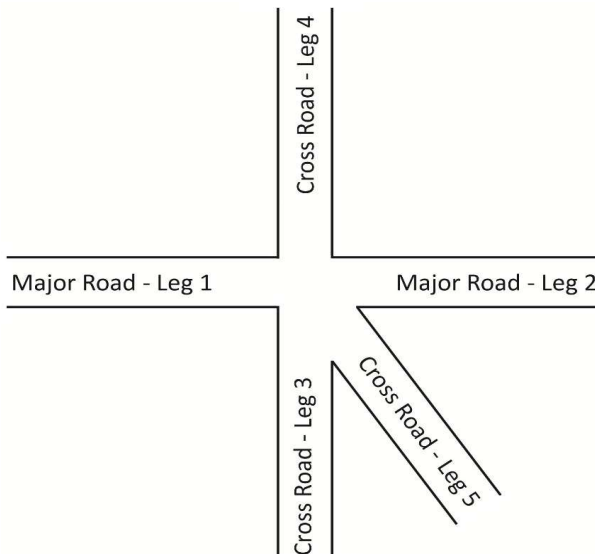 Cross Road - Leg 4
Major Road - Leg 1
Major Road - Leg 2
Cross Road - Leg 3
Cross Road - Leg 5